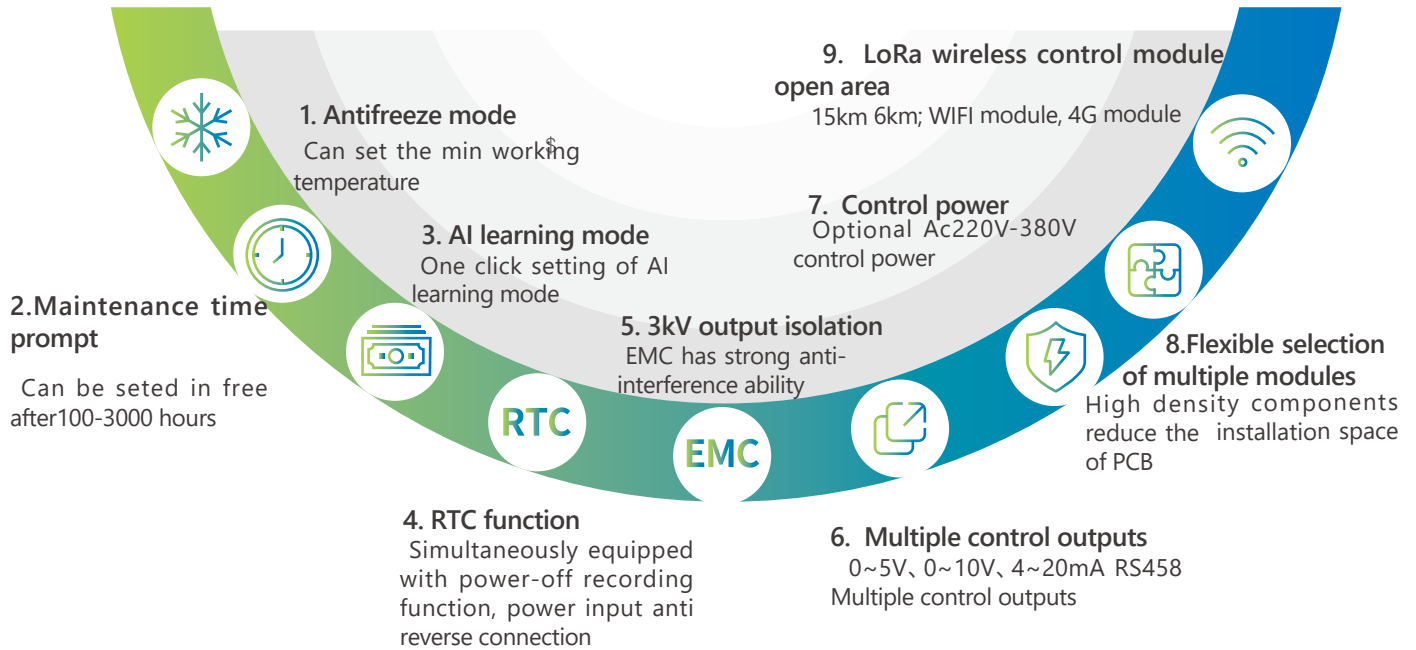 1. Antifreeze mode
Can set the min working
$
temperature
2.Maintenance time
prompt
Can be seted in free
after100-3000 hours
3. AI learning mode
One click setting of AI
learning mode
RTC
4. RTC function
Simultaneously equipped
with power-off recording
function, power input anti
reverse connection
5. 3kV output isolation
EMC has strong anti-
interference ability
EMC
6. Multiple control outputs
0~5V、0~10V、4~20mA RS458
Multiple control outputs
7. Control power
Optional Ac220V-380V
control power
8.Flexible selection
of multiple modules
High density components
reduce the installation space
of PCB
9. LoRa wireless control module
open area
15km 6km; WIFI module, 4G module